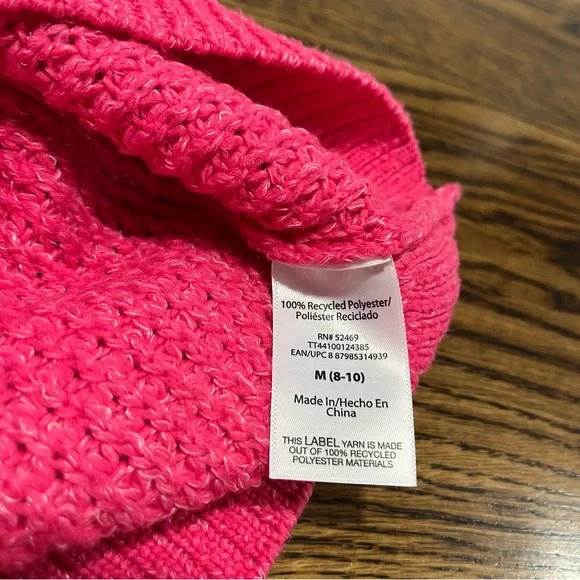 100% Recycled Polyester/
Poliéster Reciclado
RN# 52469
TT44100124385
EAN/UPC 8 87985314939
M (8-10)
Made In/Hecho En
China
THIS LABEL YARN IS MADE
OUT OF 100% RECYCLED
POLYESTER MATERIALS